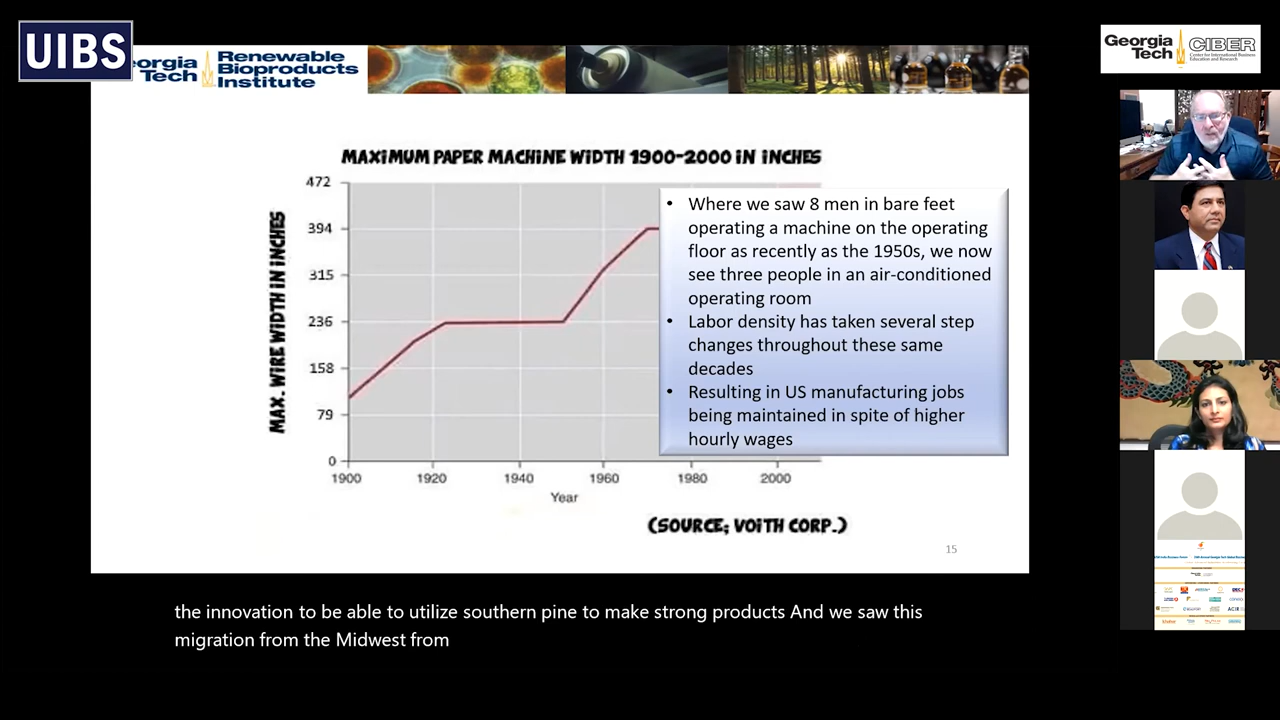 UIBS
orgia
Tech
Renewable
Bioproducts
Institute
Georgia
Tech
CIBER
Center for International Business
Education and Research
MAXIMUM PAPER MACHINE WIDTH 1900-2000 IN INCHES
MAX. WIRE WIDTH IN INCHES
472
394
315
236
158
79
0
1900
1920
1940
1960
1980
2000
Year
• Where we saw 8 men in bare feet
operating a machine on the operating
floor as recently as the 1950s, we now
see three people in an air-conditioned
operating room
• Labor density has taken several step
changes throughout these same
decades
• Resulting in US manufacturing jobs
being maintained in spite of higher
hourly wages
(SOURCE; VOITH CORP.)
15
the innovation to be able to utilize southern pine to make strong products And we saw this
migration from the Midwest from